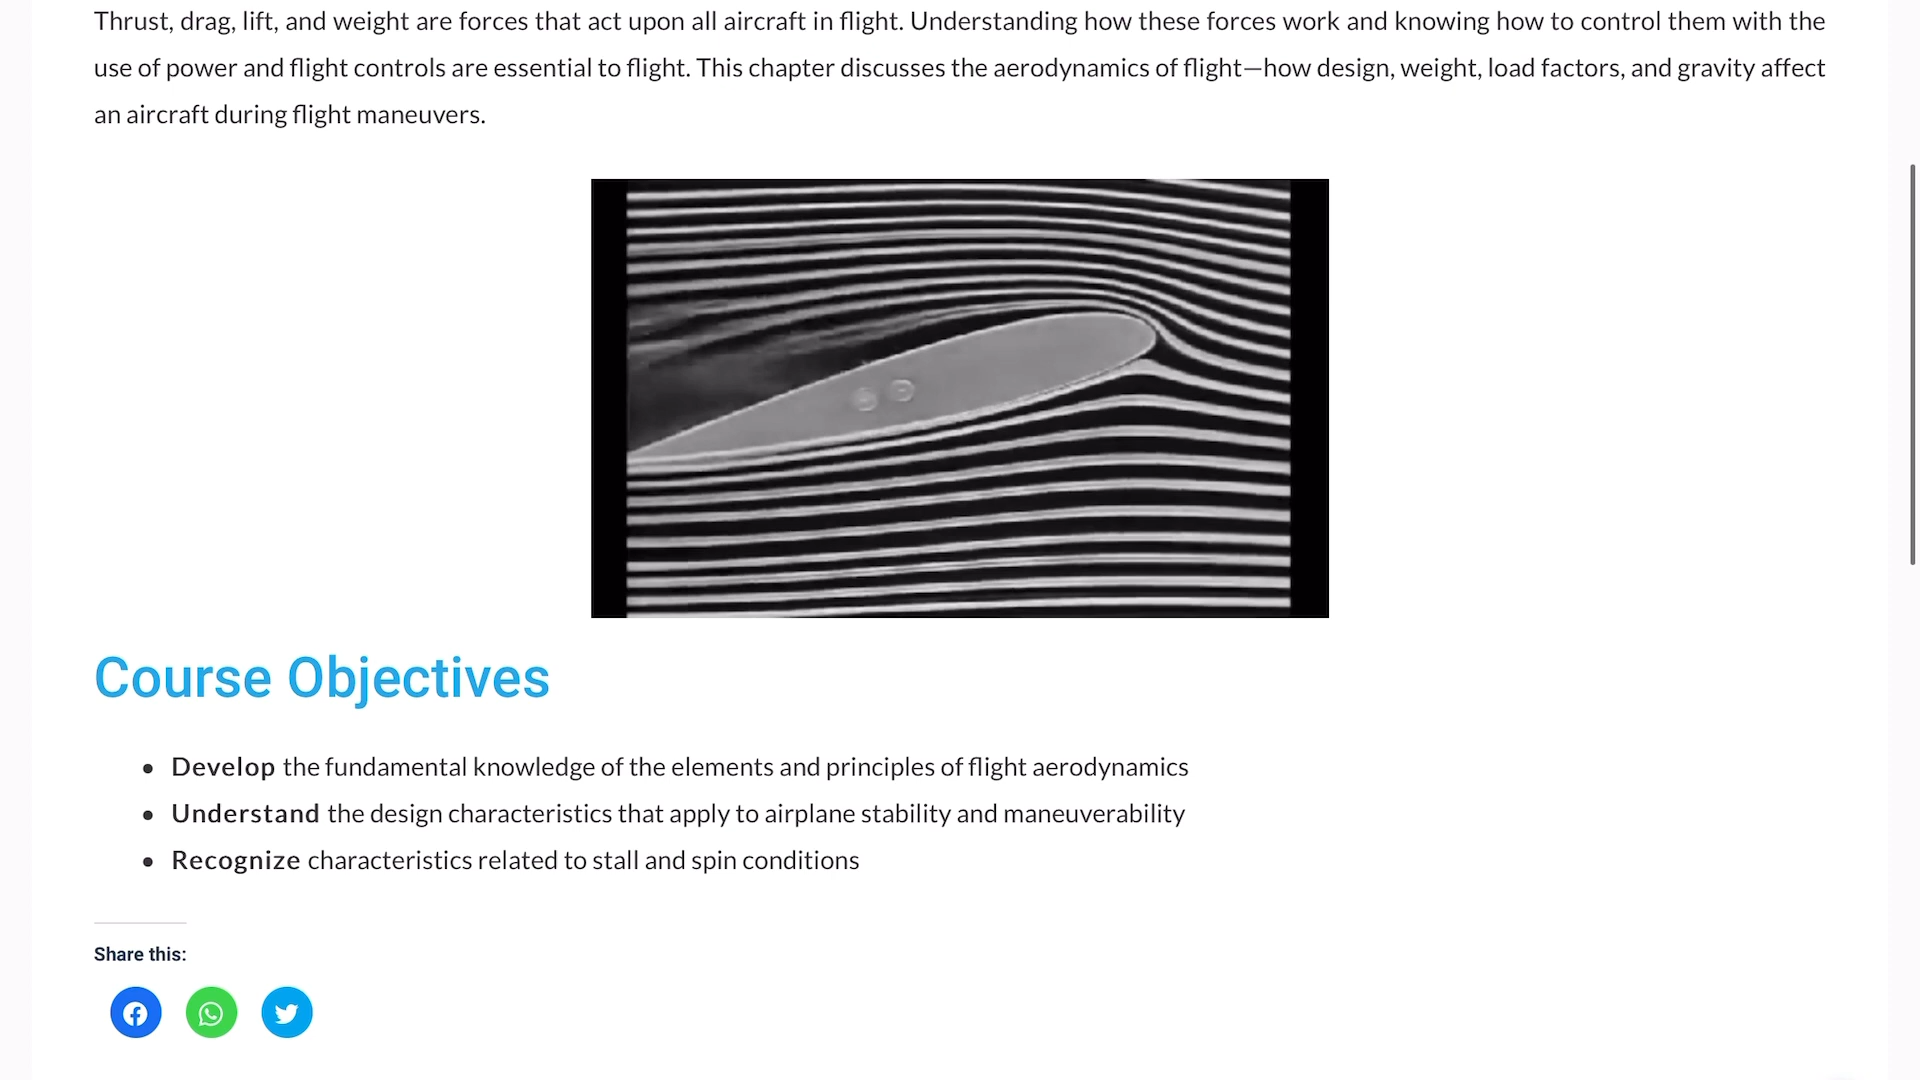 Thrust, drag, lift, and weight are forces that act upon all aircraft in flight. Understanding how these forces work and knowing how to control them with the
use of power and flight controls are essential to flight. This chapter discusses the aerodynamics of flight—how design, weight, load factors, and gravity affect
an aircraft during flight maneuvers.
Course Objectives
• Develop the fundamental knowledge of the elements and principles of flight aerodynamics
• Understand the design characteristics that apply to airplane stability and maneuverability
• Recognize characteristics related to stall and spin conditions
Share this: